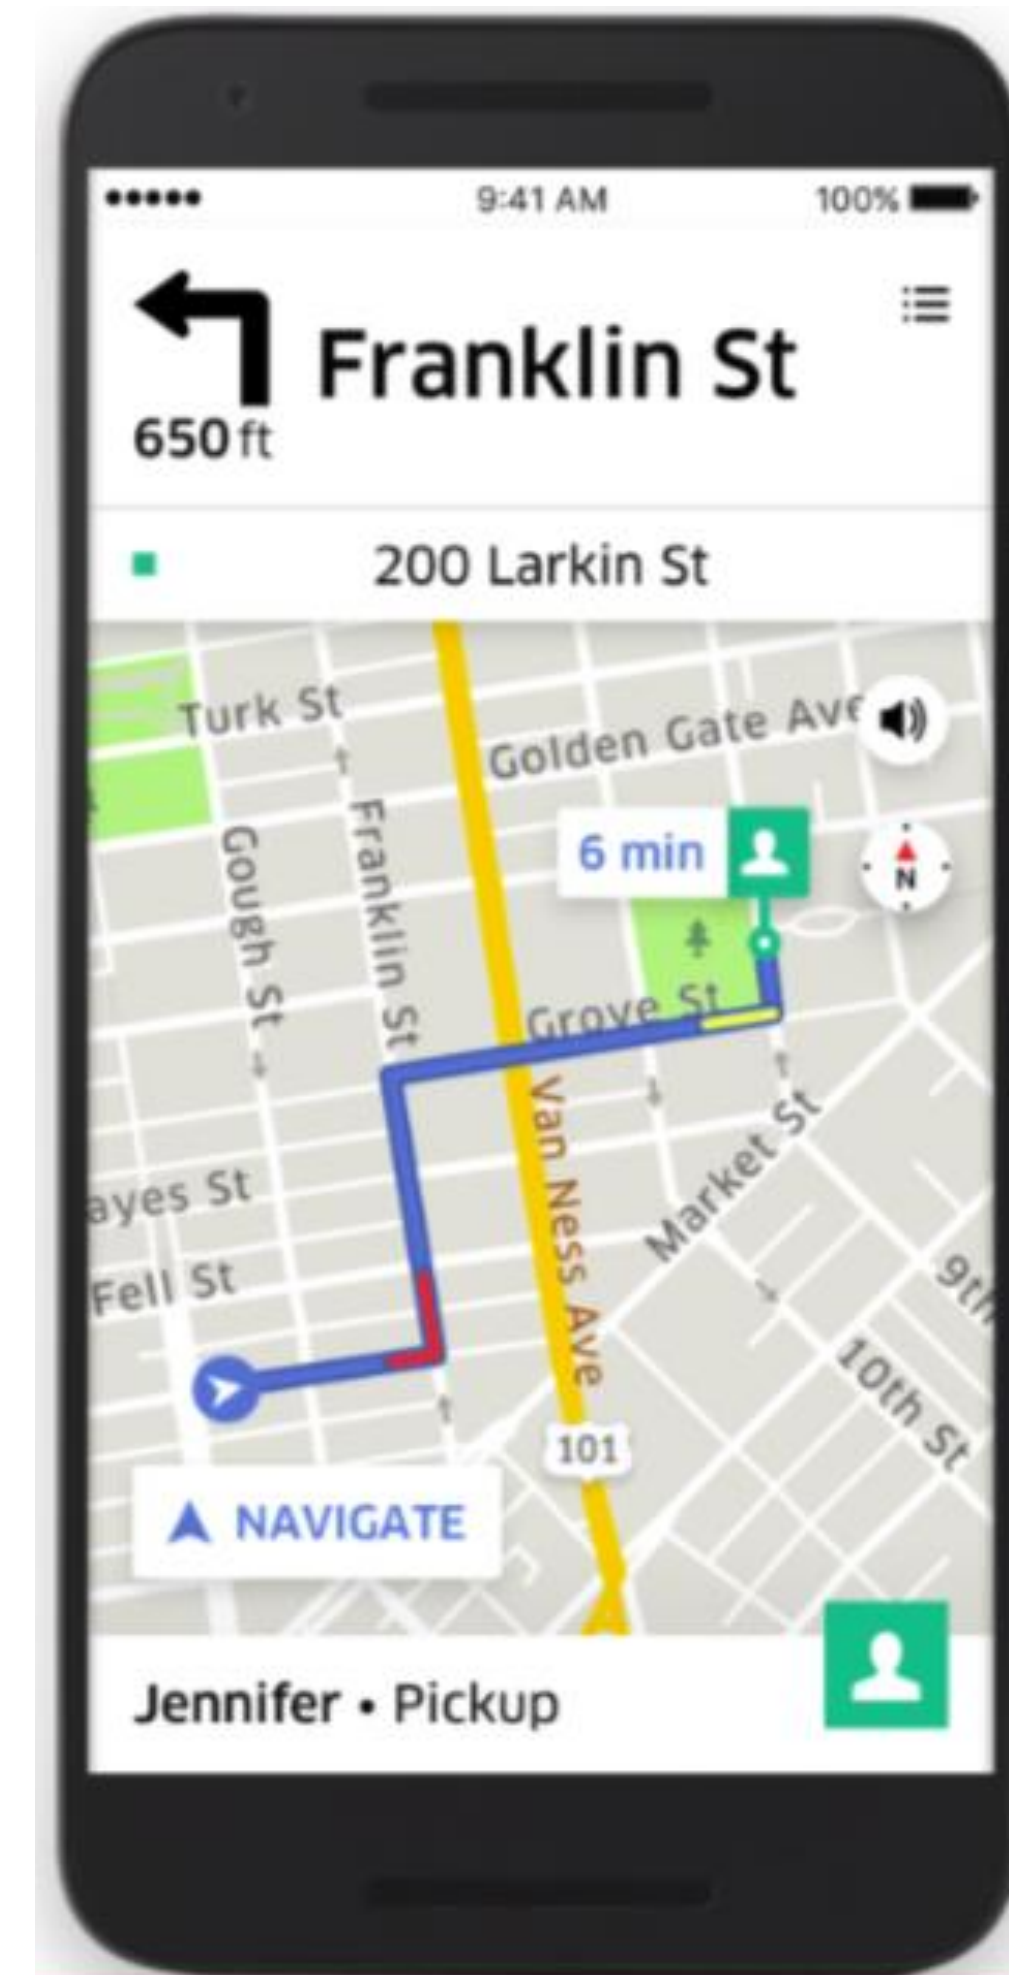 9:41 AM 100%
Franklin St
650 ft
200 Larkin St
Turk St
Golden Gate Ave
Gough St
Franklin St
6 min
N
Grove St
Van Ness Ave
Market St
ayes St
Fell St
9th
10th St
101
NAVIGATE
Jennifer • Pickup